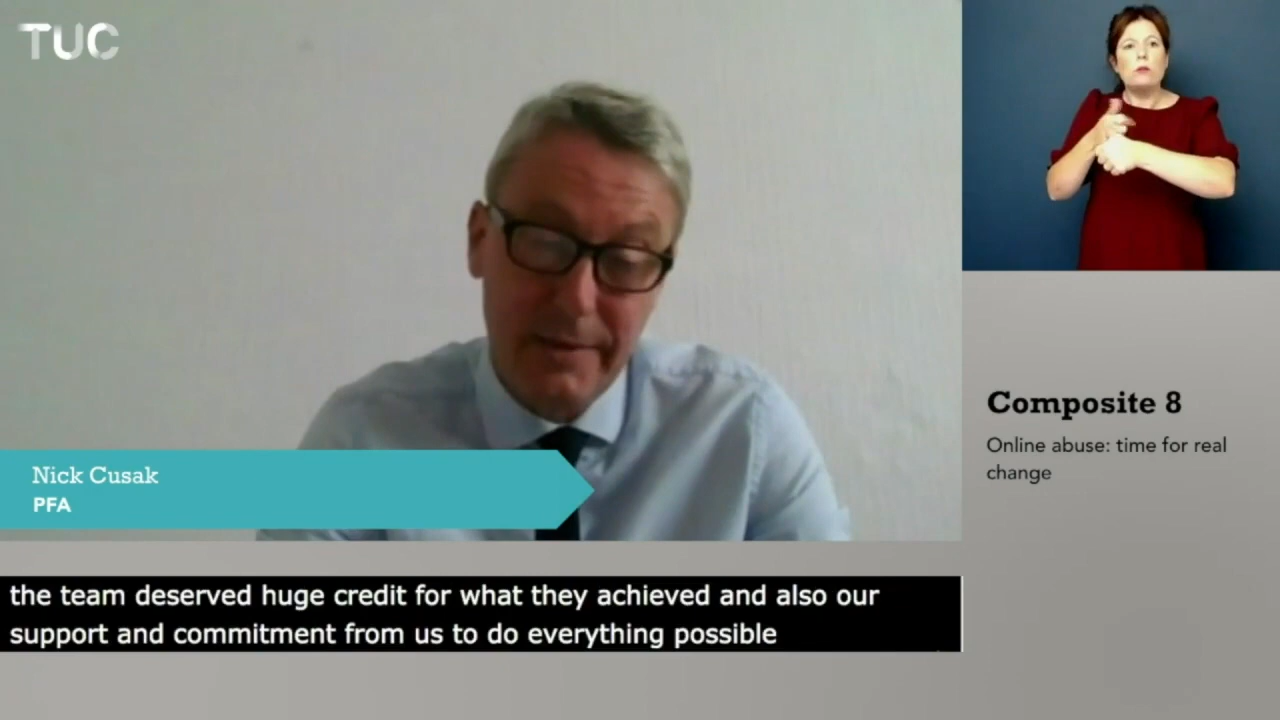 TUC
Nick Cusak
PFA
the team deserved huge credit for what they achieved and also our
support and commitment from us to do everything possible
Composite 8
Online abuse: time for real
change